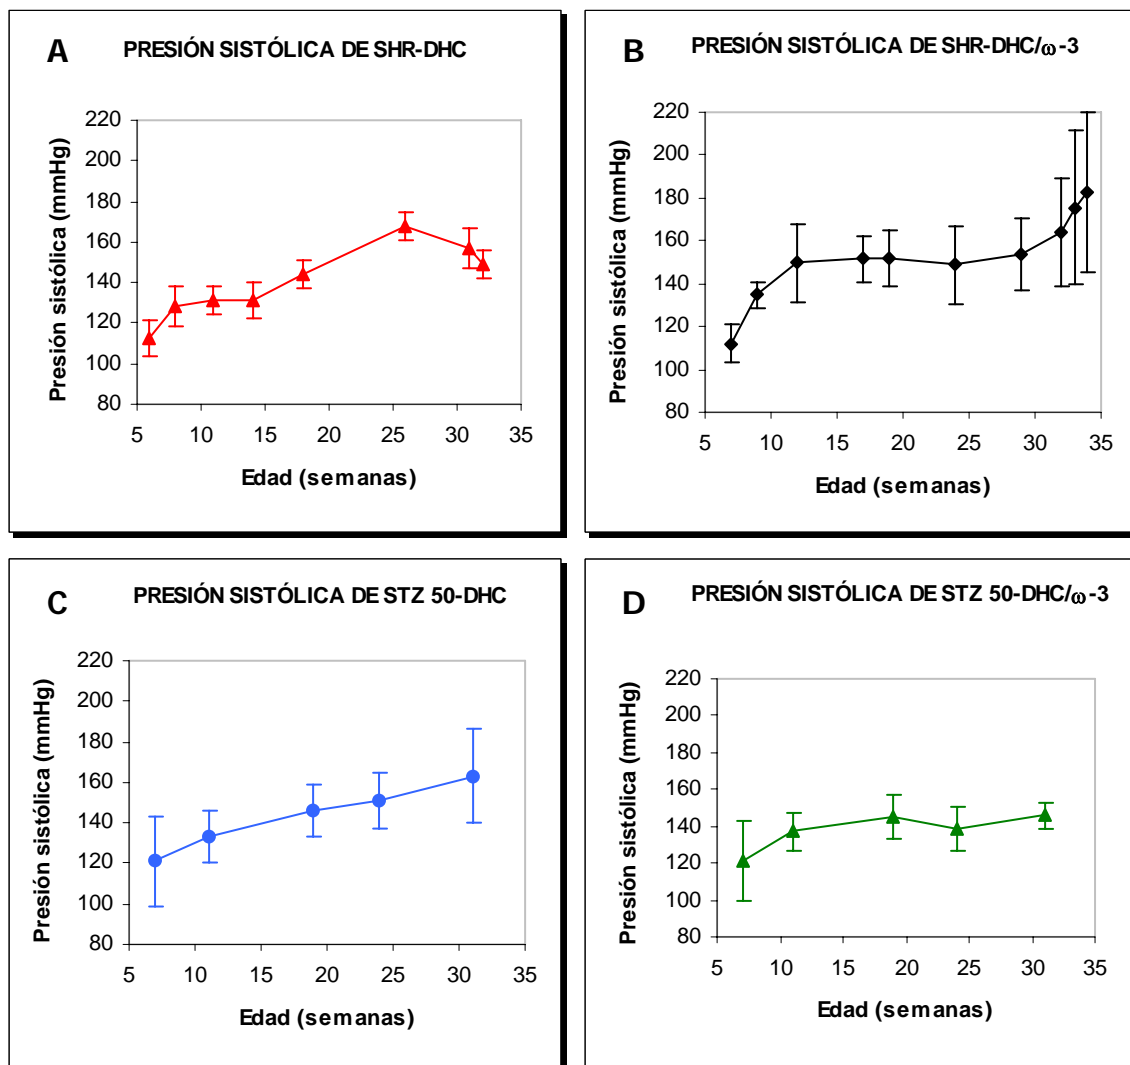 A
PRESIÓN SISTÓLICA DE SHR-DHC
Presión sistólica (mmHg)
220
200
180
160
140
120
100
80
5 10 15 20 25 30 35
Edad (semanas)
B
PRESIÓN SISTÓLICA DE SHR-DHC/ω-3
Presión sistólica (mmHg)
220
200
180
160
140
120
100
80
5 10 15 20 25 30 35
Edad (semanas)
C
PRESIÓN SISTÓLICA DE STZ 50-DHC
Presión sistólica (mmHg)
220
200
180
160
140
120
100
80
5 10 15 20 25 30 35
Edad (semanas)
D
PRESIÓN SISTÓLICA DE STZ 50-DHC/ω-3
Presión sistólica (mmHg)
220
200
180
160
140
120
100
80
5 10 15 20 25 30 35
Edad (semanas)